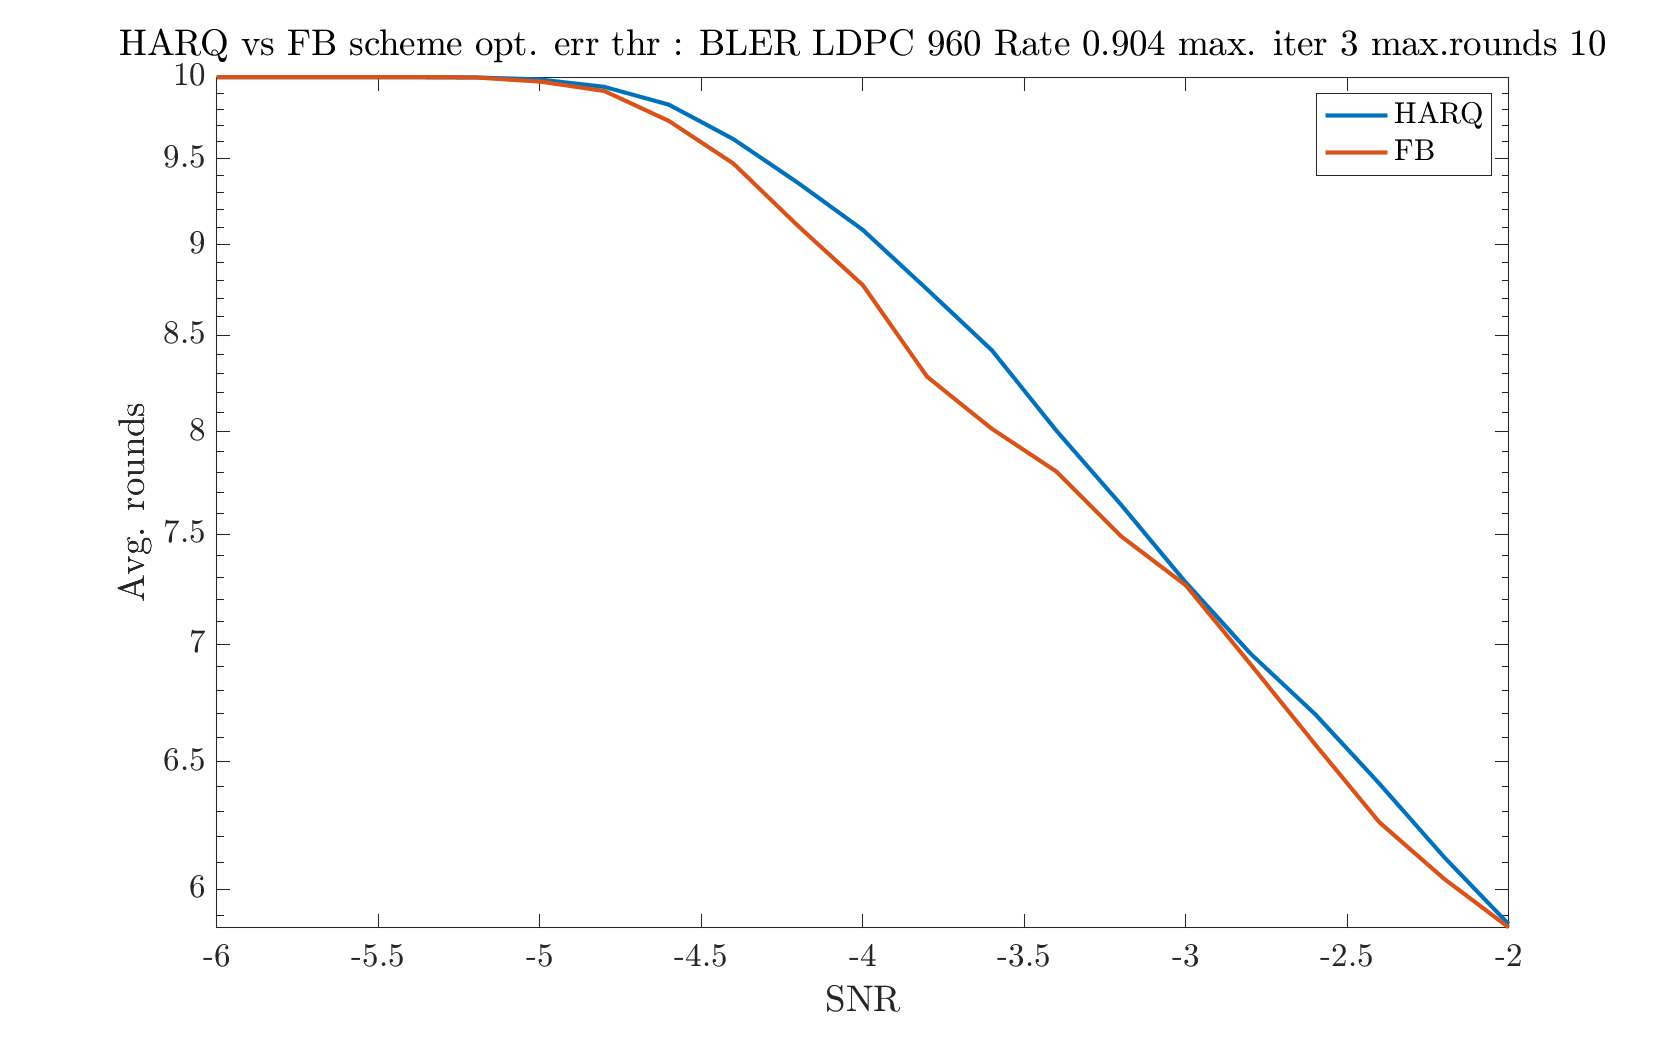 HARQ vs FB scheme opt. err thr : BLER LDPC 960 Rate 0.904 max. iter 3 max.rounds 10
HARQ
FB
Avg. rounds
10
9.5
9
8.5
8
7.5
7
6.5
6
-6 -5.5 -5 -4.5 -4 -3.5 -3 -2.5 -2
SNR